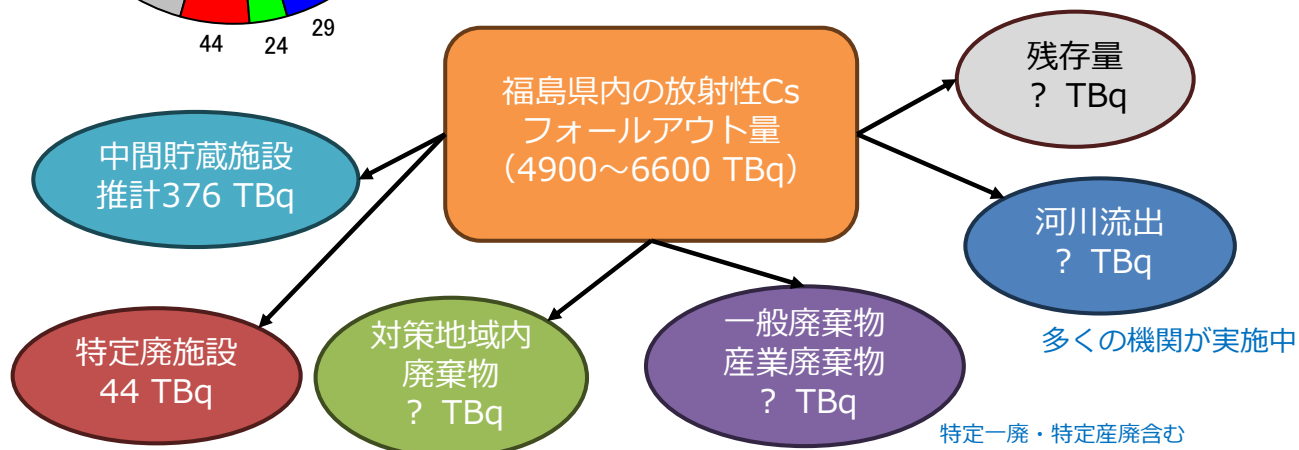 44
24
29
福島県内の放射性Cs
フォールアウト量
（4900～6600 TBq）
残存量
？ TBq
中間貯蔵施設
推計376 TBq
河川流出
？ TBq
多くの機関が実施中
特定廃施設
44 TBq
対策地域内
廃棄物
？ TBq
一般廃棄物
産業廃棄物
？ TBq
特定一廃・特定産廃含む